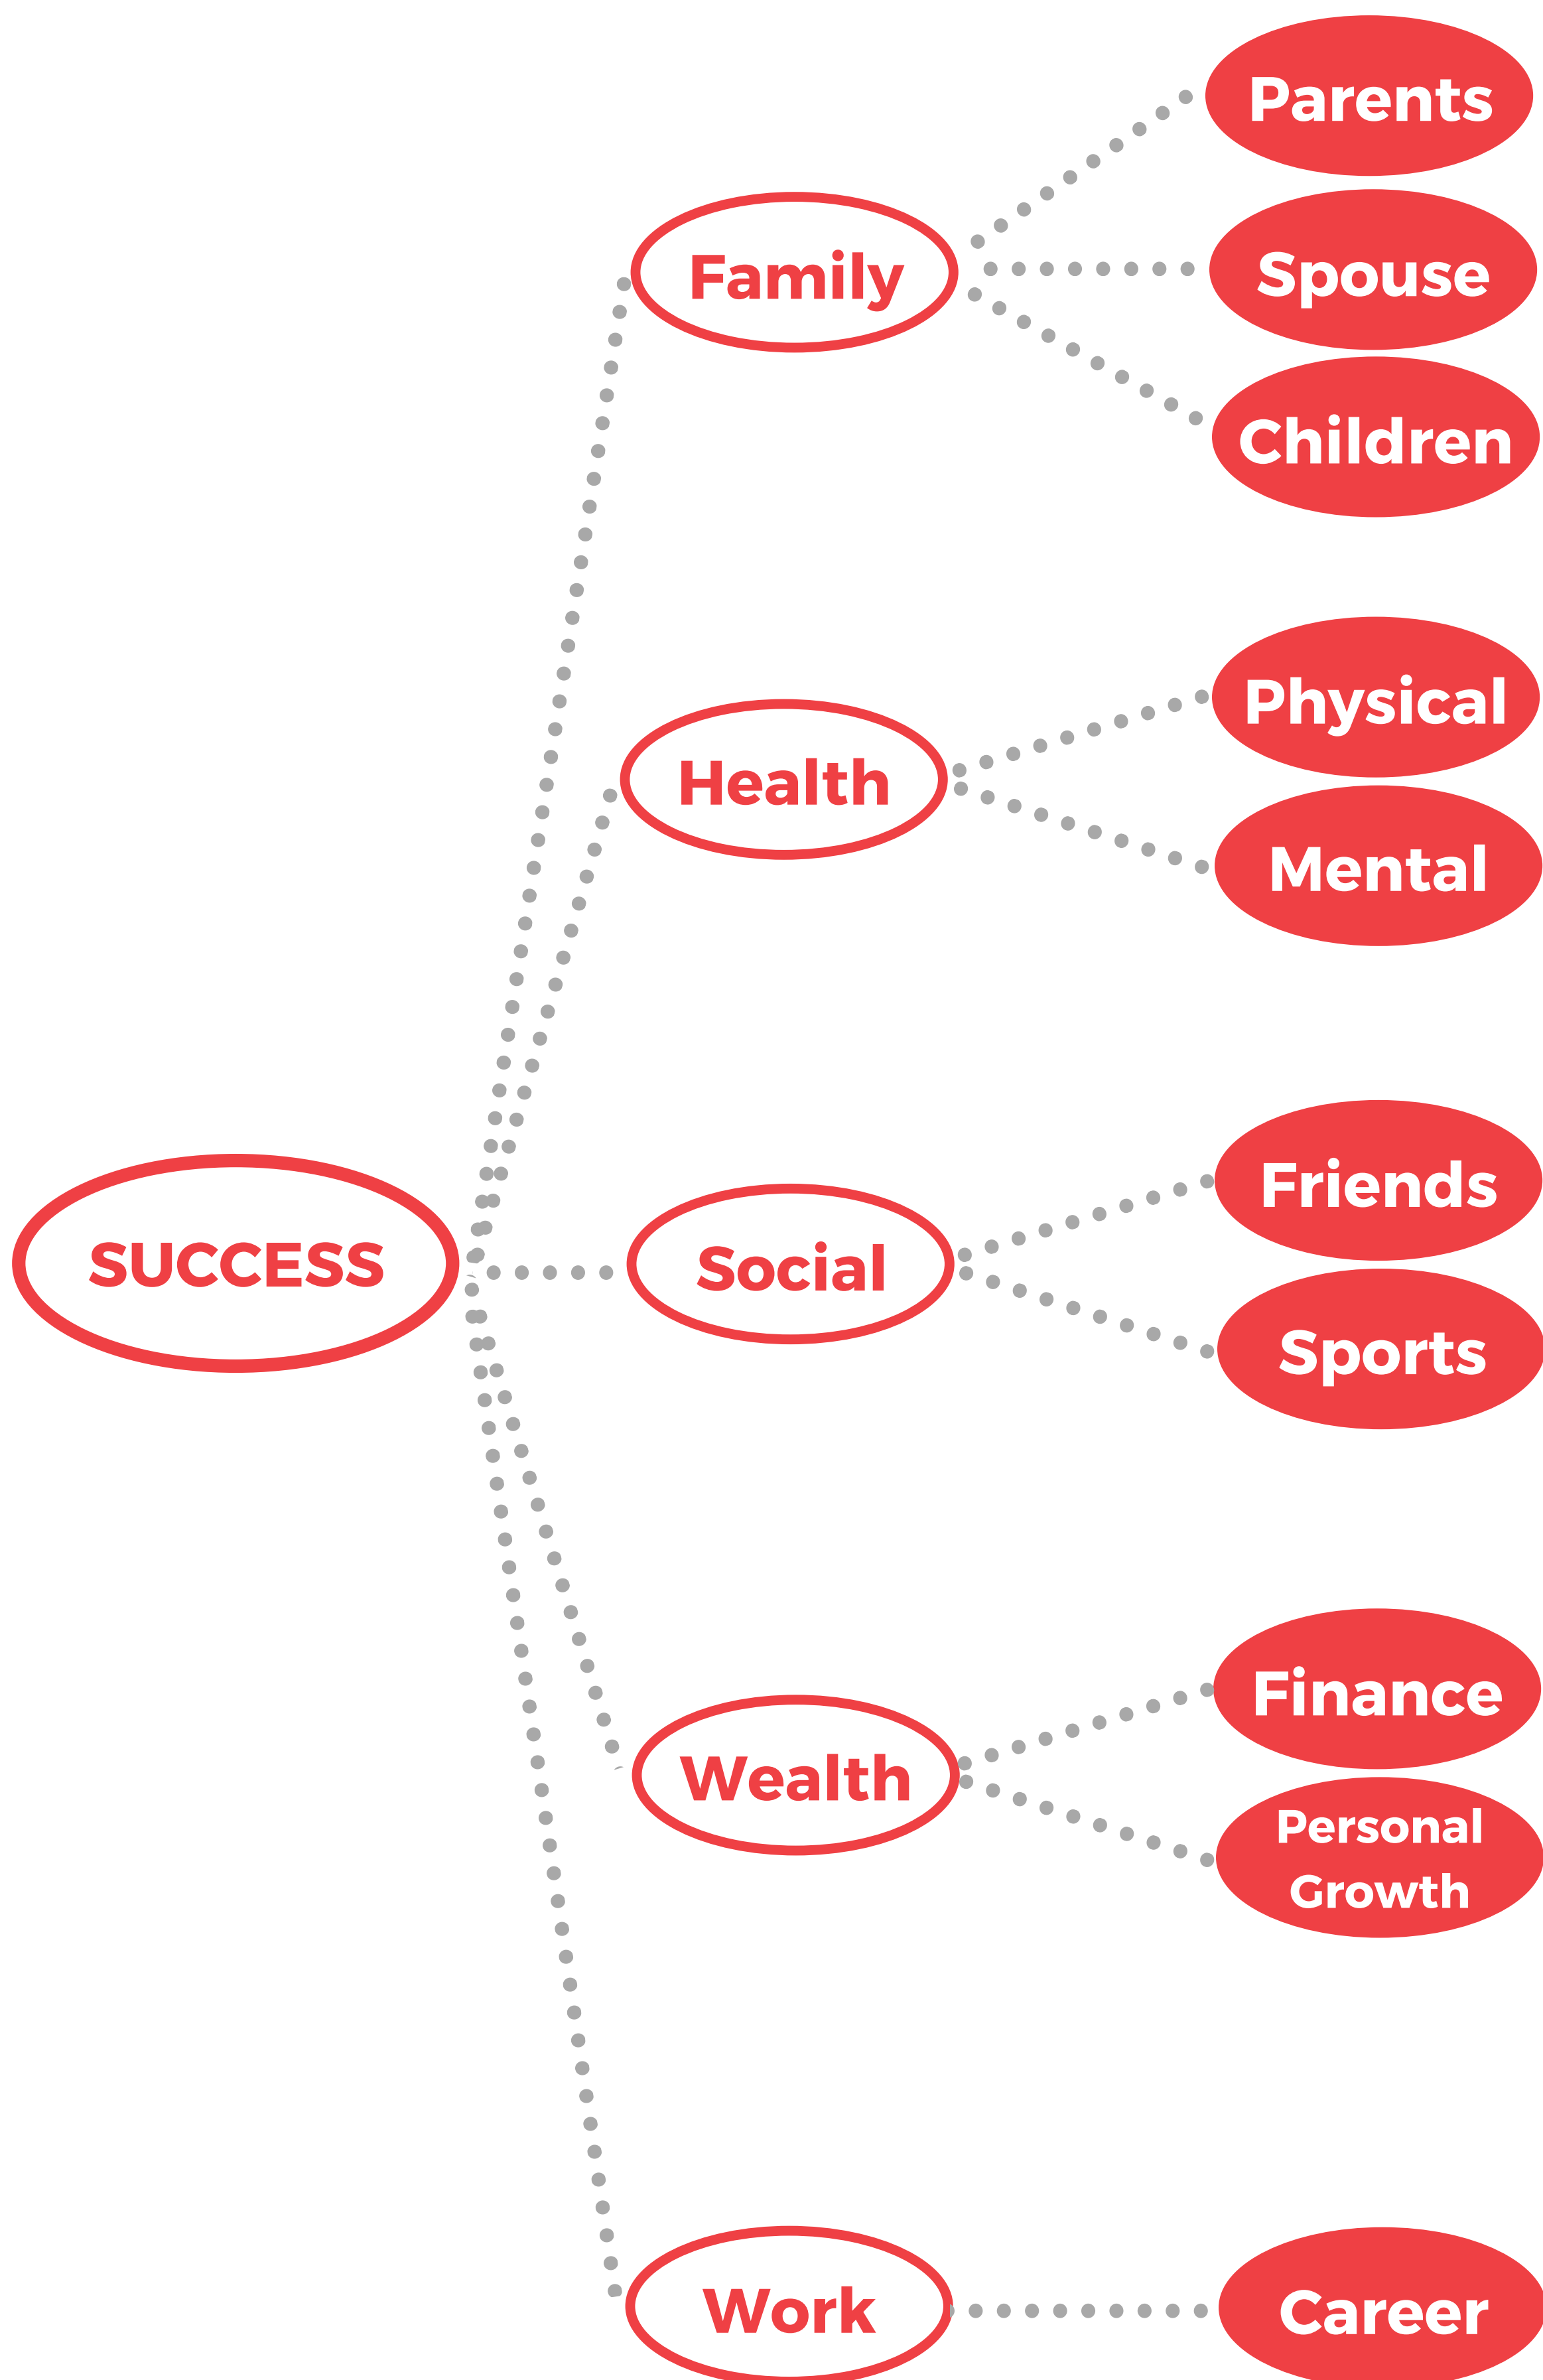 Parents
Family
Spouse
Children
Physical
Health
Mental
Friends
SUCCESS
Social
Sports
Finance
Wealth
Personal
Growth
Work
Career